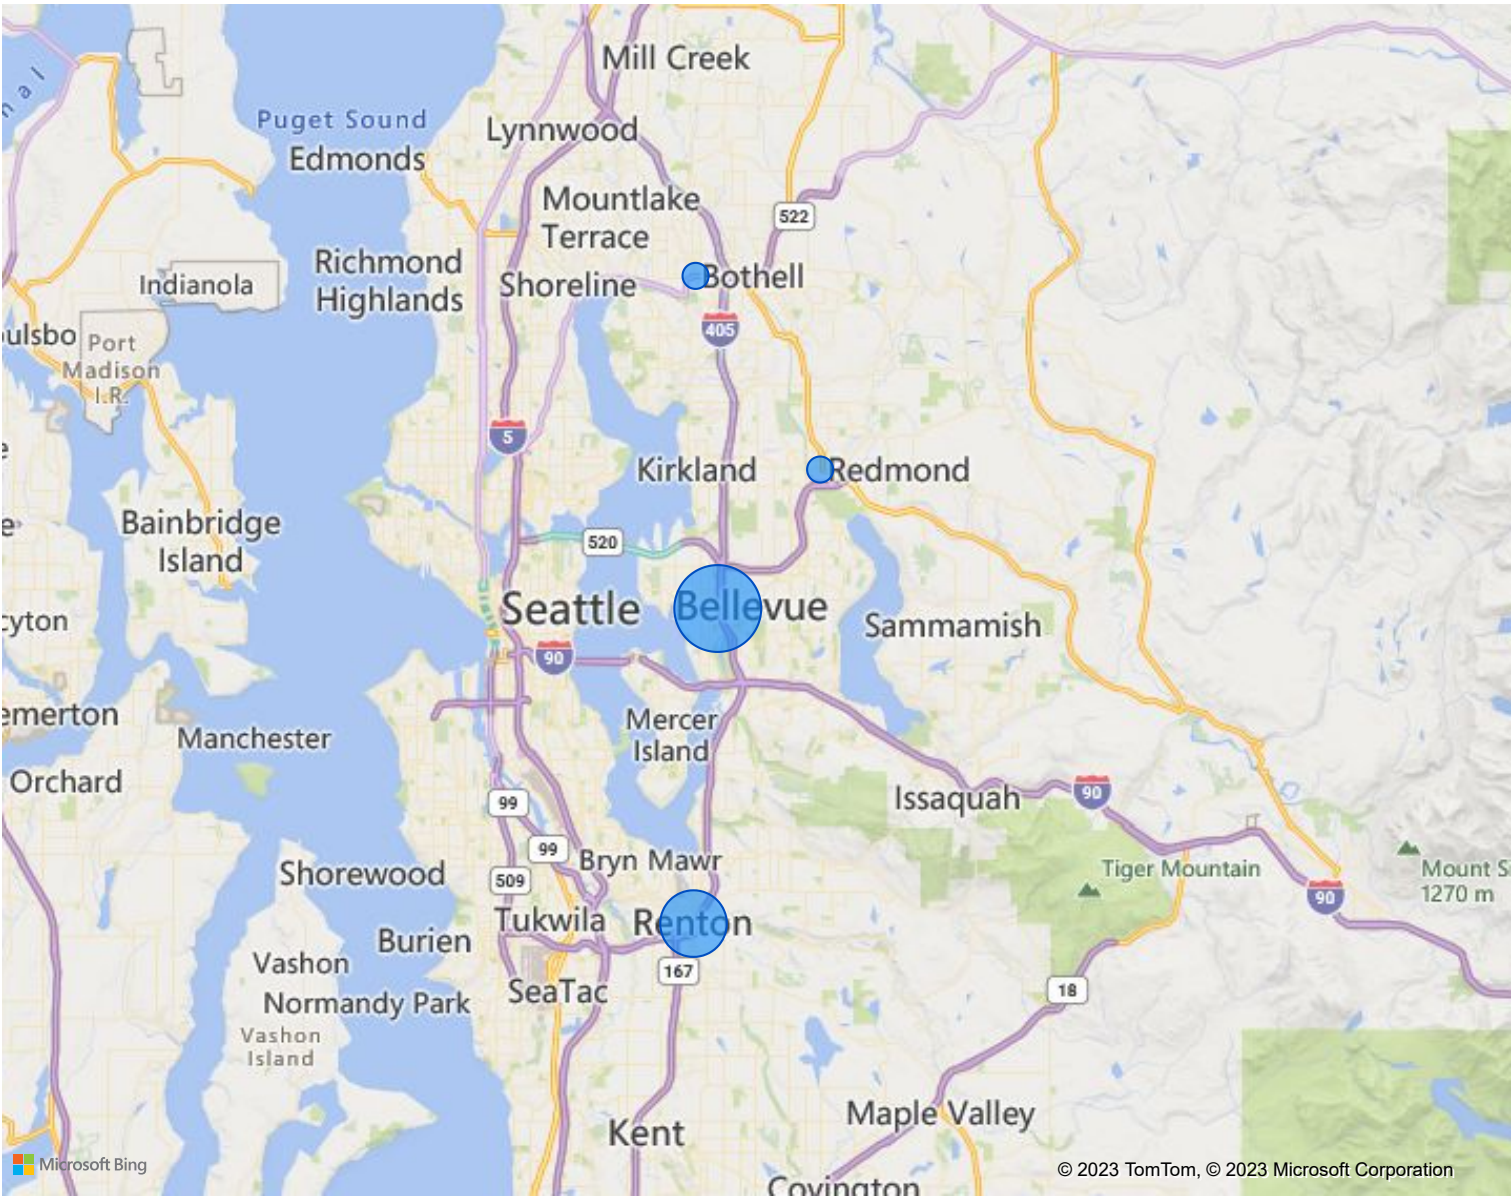 Mill Creek
nal
Puget Sound
Lynnwood
Edmonds
Mountlake
Terrace
522
Richmond
Highlands
Indianola
Shoreline
Bothell
405
oulsbo
Port
Madison
I.R.
5
e
Kirkland
Redmond
Bainbridge
Island
e
520
Seattle
Bellevue
cyton
Sammamish
90
emerton
Manchester
Mercer
Island
Orchard
Issaquah
90
99
99
Bryn Mawr
Shorewood
509
Tiger Mountain
Mount S
1270 m
90
Tukwila
Renton
Burien
Vashon
167
SeaTac
Normandy Park
18
Vashon
Island
Maple Valley
Kent
Microsoft Bing
© 2023 TomTom, © 2023 Microsoft Corporation
Covington